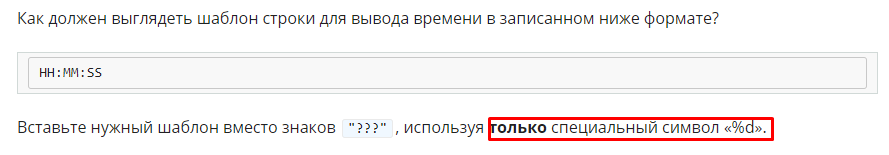 Как должен выглядеть шаблон строки для вывода времени в записанном ниже формате?
HH:MM:SS
Вставьте нужный шаблон вместо знаков "???" , используя только специальный символ «%d».